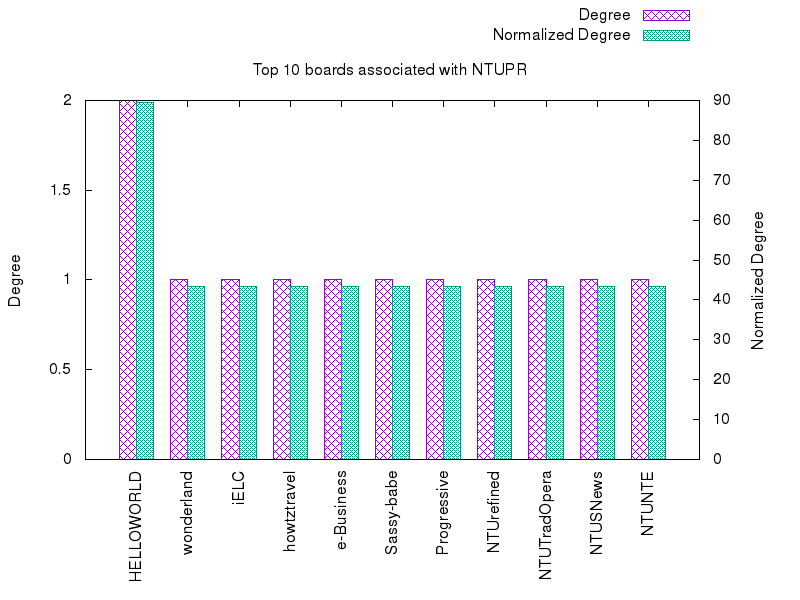 Degree
Normalized Degree
Top 10 boards associated with NTUPR
2
1.5
1
0.5
0
90
80
70
60
50
40
30
20
10
0
Degree
Normalized Degree
HELLOWORLD
wonderland
iELC
howtztravel
e-Business
Sassy-babe
Progressive
NTUrefined
NTUTradOpera
NTUSNews
NTUNTE